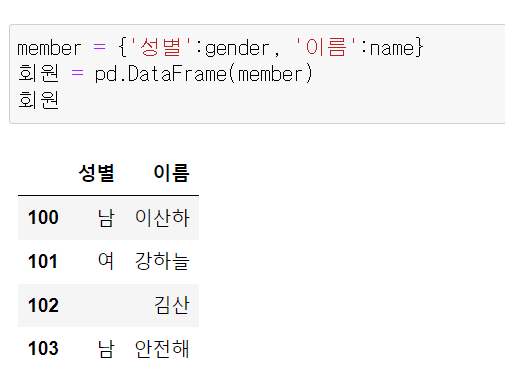 member = {'성별':gender, '이름':name}
회원 = pd.DataFrame(member)
회원
성별 이름
100 남 이산하
101 여 강하늘
102 김산
103 남 안전해